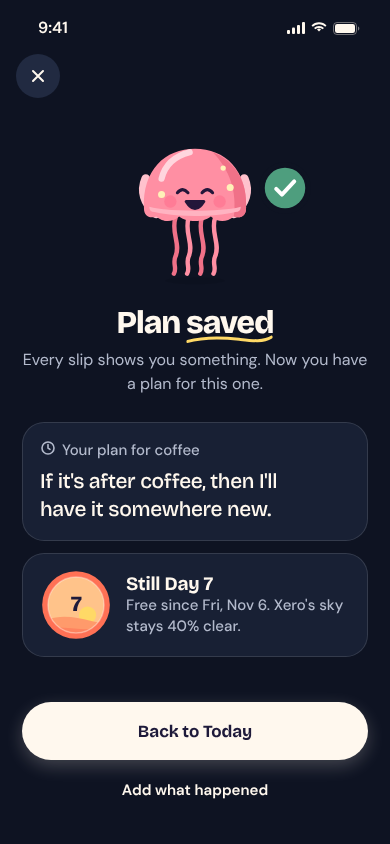 9:41
Plan saved
Every slip shows you something. Now you have
a plan for this one.
Your plan for coffee
If it's after coffee, then I'll
have it somewhere new.
7
Still Day 7
Free since Fri, Nov 6. Xero's sky
stays 40% clear.
Back to Today
Add what happened